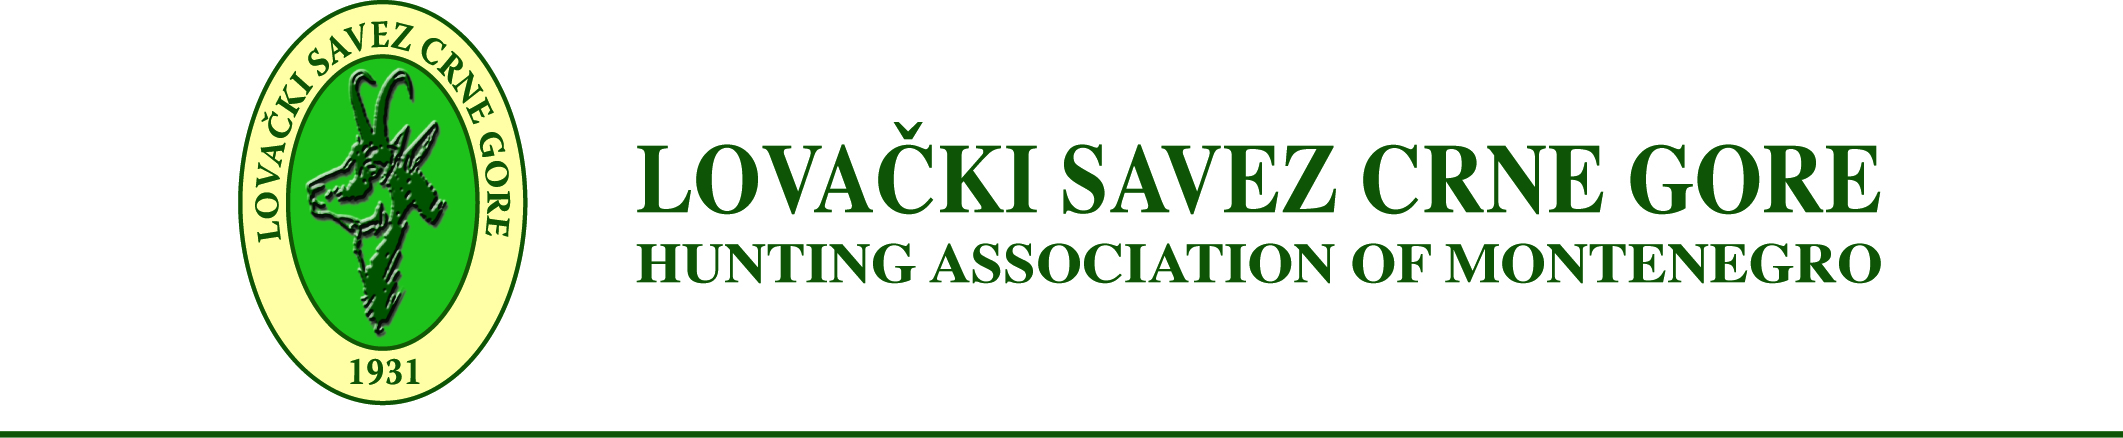 LOVAČKI SAVEZ CRNE GORE
1931
LOVAČKI SAVEZ CRNE GORE
HUNTING ASSOCIATION OF MONTENEGRO